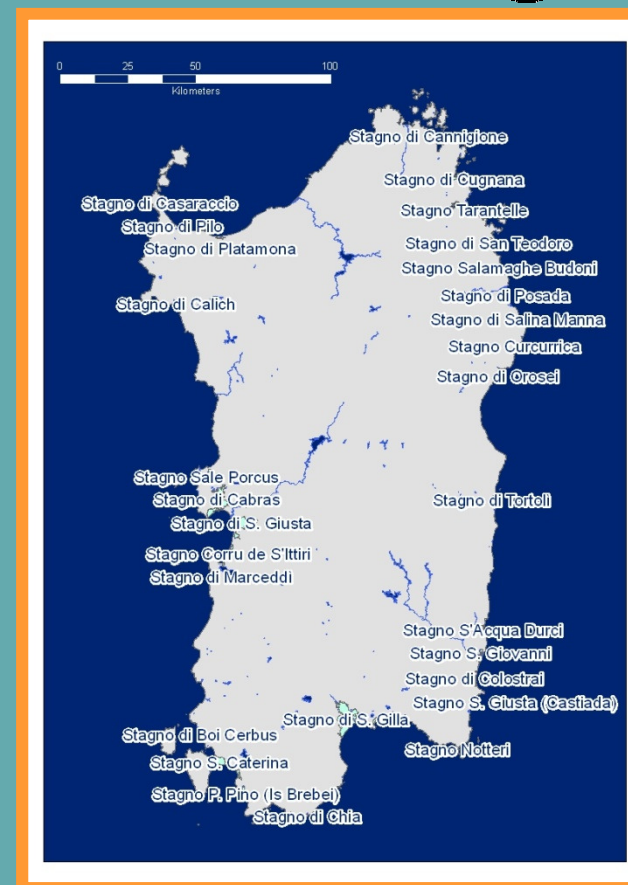 0 25 50 100
Kilometers
Stagno di Cannigione
Stagno di Cugnana
Stagno di Casaraccio
Stagno Tarantelle
Stagno di Pilo
Stagno di San Teodoro
Stagno di Platamona
Stagno Salamaghe Budoni
Stagno di Posada
Stagno di Calich
Stagno di Salina Manna
Stagno Curcurrica
Stagno di Orosei
Stagno Sale Porcus
Stagno di Cabras
Stagno di Tortoli
Stagno di S. Giusta
Stagno Corru de S'Ittiri
Stagno di Marceddi
Stagno S'Acqua Durci
Stagno S. Giovanni
Stagno di Colostrai
Stagno S. Giusta (Castiada)
Stagno di S. Gilla
Stagno di Boi Cerbus
Stagno Notteri
Stagno S. Caterina
Stagno P. Pino (Is Brebei)
Stagno di Chia